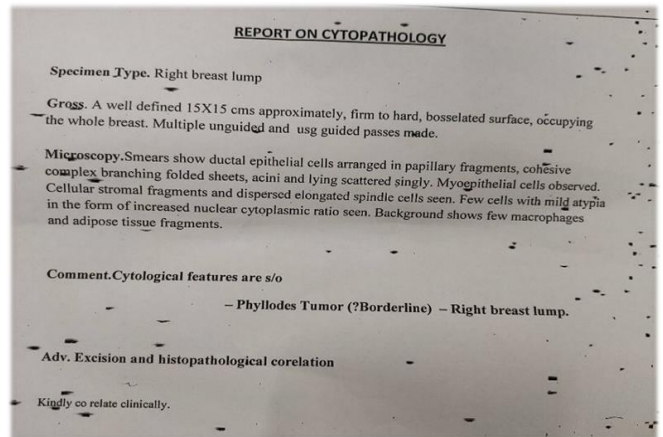 REPORT ON CYTOPATHOLOGY
Specimen Type. Right breast lump
Gross. A well defined 15X15 cms approximately, firm to hard, bosselated surface, occupying
the whole breast. Multiple unguided and usg guided passes made.
Microscopy.Smears show ductal epithelial cells arranged in papillary fragments, cohesive
complex branching folded sheets, acini and lying scattered singly. Myoepithelial cells observed.
Cellular stromal fragments and dispersed elongated spindle cells seen. Few cells with mild atypia
in the form of increased nuclear cytoplasmic ratio seen. Background shows few macrophages
and adipose tissue fragments.
Comment.Cytological features are s/o
– Phyllodes Tumor (?Borderline) – Right breast lump.
Adv. Excision and histopathological corelation
Kindly co relate clinically.